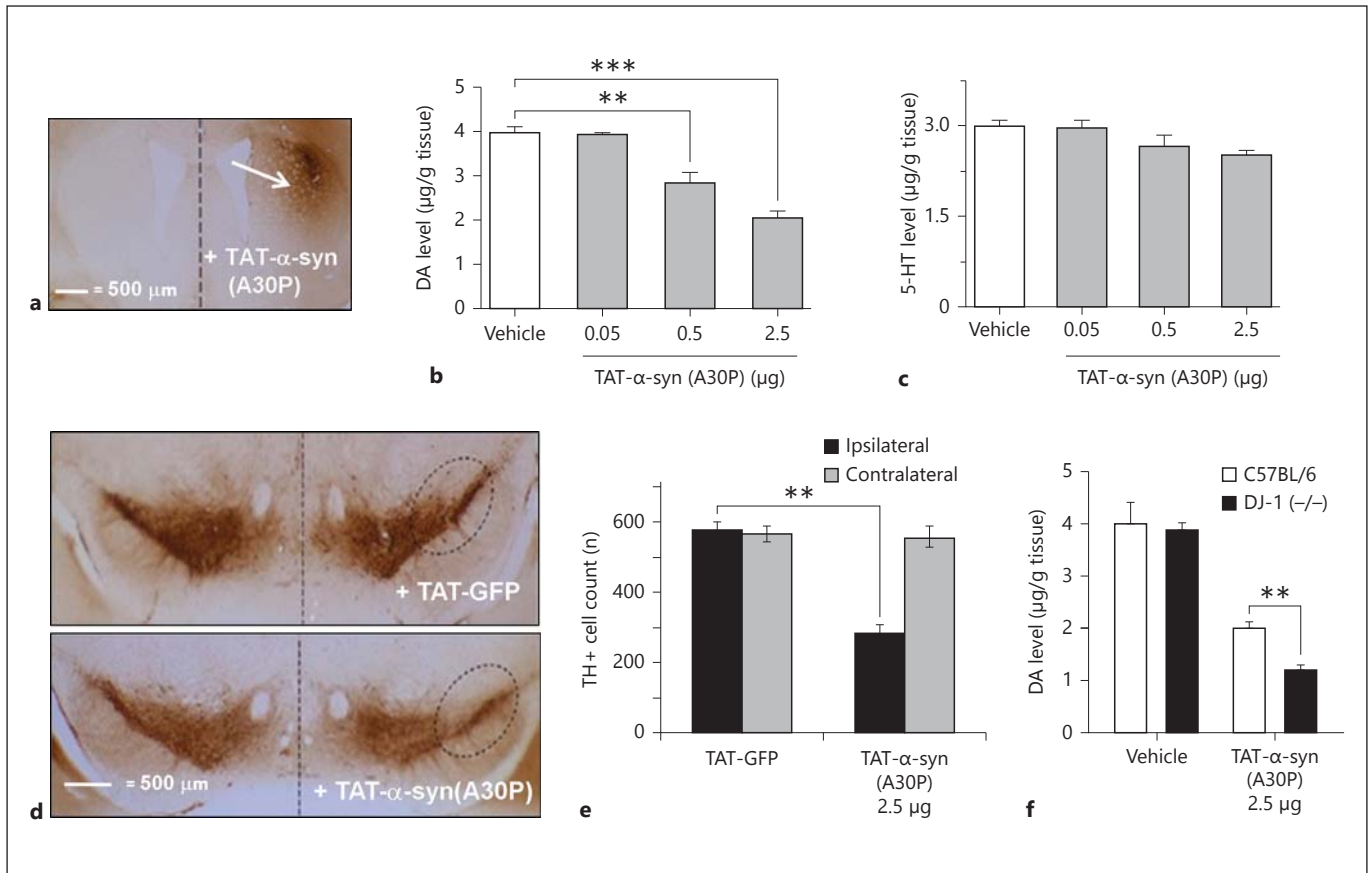 + TAT-α-syn
(A30P)
= 500 μm
a
DA level (µg/g tissue)
5
4
3
2
1
0
***
**
Vehicle
0.05
0.5
2.5
TAT-α-syn (A30P) (µg)
b
5-HT level (µg/g tissue)
3.0
1.5
0
Vehicle
0.05
0.5
2.5
TAT-α-syn (A30P) (µg)
c
+ TAT-GFP
= 500 μm
+ TAT-α-syn(A30P)
d
Ipsilateral
Contralateral
TH+ cell count (n)
600
400
200
0
**
TAT-GFP
TAT-α-syn
(A30P)
2.5 µg
e
C57BL/6
DJ-1 (–/–)
DA level (µg/g tissue)
5
4
3
2
1
0
**
Vehicle
TAT-α-syn
(A30P)
2.5 µg
f